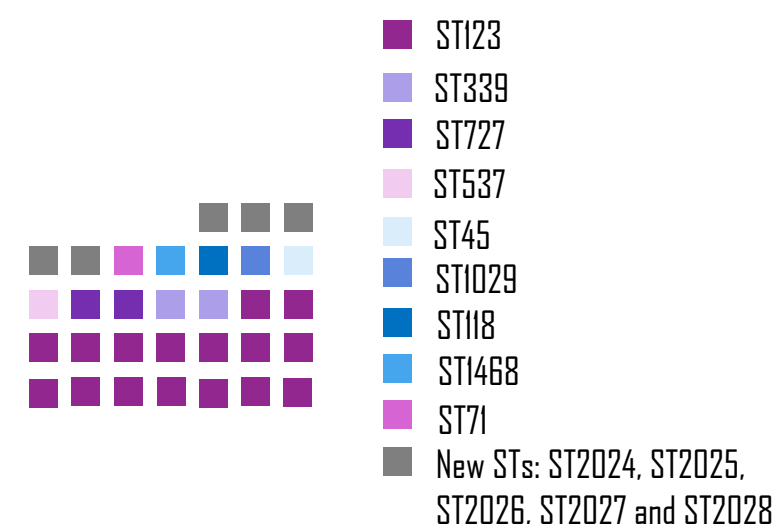 ST123
ST339
ST727
ST537
ST45
ST1029
ST118
ST1468
ST71
New STs: ST2024, ST2025,
ST2026, ST2027 and ST2028